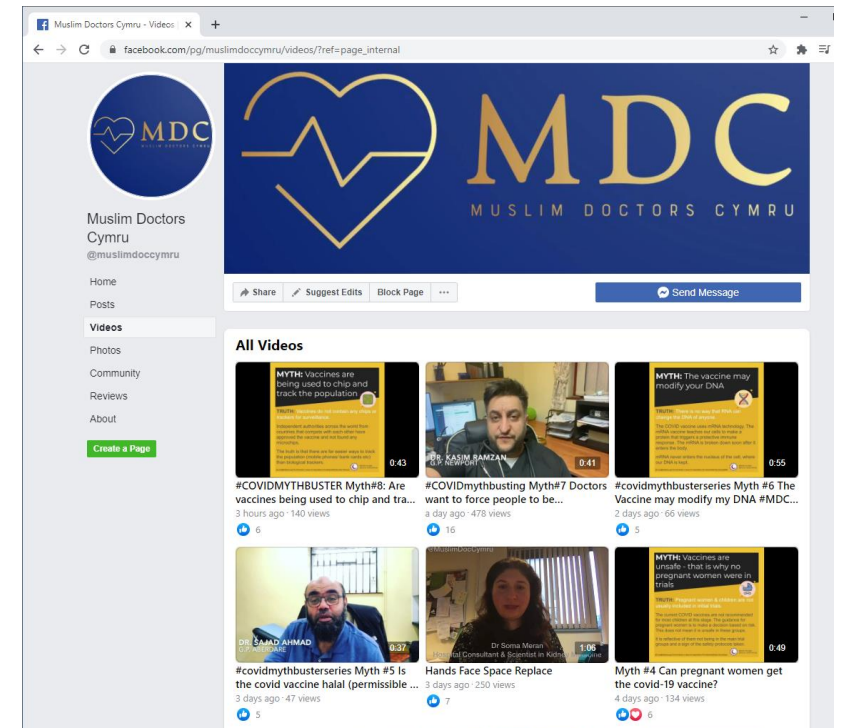 Muslim Doctors Cymru - Videos
facebook.com/pg/muslimdoccymru/videos/?ref=page_internal
MDC
MUSLIM DOCTORS CYMRU
MDC
MUSLIM DOCTORS CYMRU
Muslim Doctors
Cymru
@muslimdoccymru
Home
Posts
Videos
Photos
Community
Reviews
About
Create a Page
Share
Suggest Edits
Block Page
Send Message
All Videos
MYTH: Vaccines are
being used to chip and
track the population
0:43
#COVIDMYTHBUSTER Myth#8: Are
vaccines being used to chip and tra...
3 hours ago · 140 views
6
DR. KASIM RAMZAN
G.P. NEWPORT
0:41
#COVIDmythbusting Myth#7 Doctors
want to force people to be...
a day ago · 478 views
16
MYTH: The vaccine may
modify your DNA
0:55
#covidmythbusterseries Myth #6 The
Vaccine may modify my DNA #MDC...
2 days ago · 66 views
5
DR. SAJAD AHMAD
G.P. ABERDARE
0:37
#covidmythbusterseries Myth #5 Is
the covid vaccine halal (permissible ...
3 days ago · 47 views
5
@MuslimDocCymru
Dr Soma Meran
1:06
Hands Face Space Replace
3 days ago · 250 views
7
MYTH: Vaccines are
unsafe - that is why no
pregnant women were in
trials
0:49
Myth #4 Can pregnant women get
the covid-19 vaccine?
4 days ago · 134 views
6